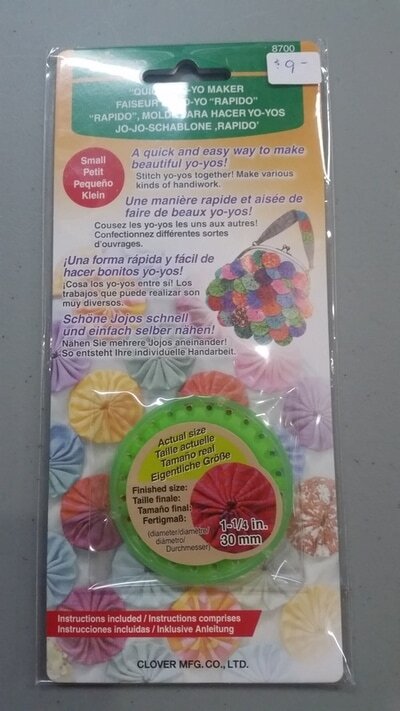 8700
$9-
"QUICK YO-YO MAKER
FAISEUR YO-YO "RAPIDO"
"RAPIDO", MOLDE PARA HACER YO-YOS
JO-JO-SCHABLONE ‚RAPIDO'
Small
Petit
Pequeño
Klein
A quick and easy way to make
beautiful yo-yos!
Stitch yo-yos together! Make various
kinds of handiwork.
Une manière rapide et aisée de
faire de beaux yo-yos!
Cousez les yo-yos les uns aux autres!
Confectionnez différentes sortes
d'ouvrages.
¡Una forma rápida y fácil de
hacer bonitos yo-yos!
¡Cosa los yo-yos entre sí! Los
trabajos que puede realizar son
muy diversos.
Schöne Jojos schnell
und einfach selber nähen!
Nähen Sie mehrere Jojos aneinander!
So entsteht Ihre individuelle Handarbeit.
Actual size
Taille actuelle
Tamaño real
Eigentliche Größe
Finished size:
Taille finale:
Tamaño final:
Fertigmaß:
(diameter/diamètre/
diámetro/
Durchmesser)
1-1/4 in.
30 mm
Instructions included / Instructions comprises
Instrucciones incluidas / Inklusive Anleitung
CLOVER MFG.CO., LTD.